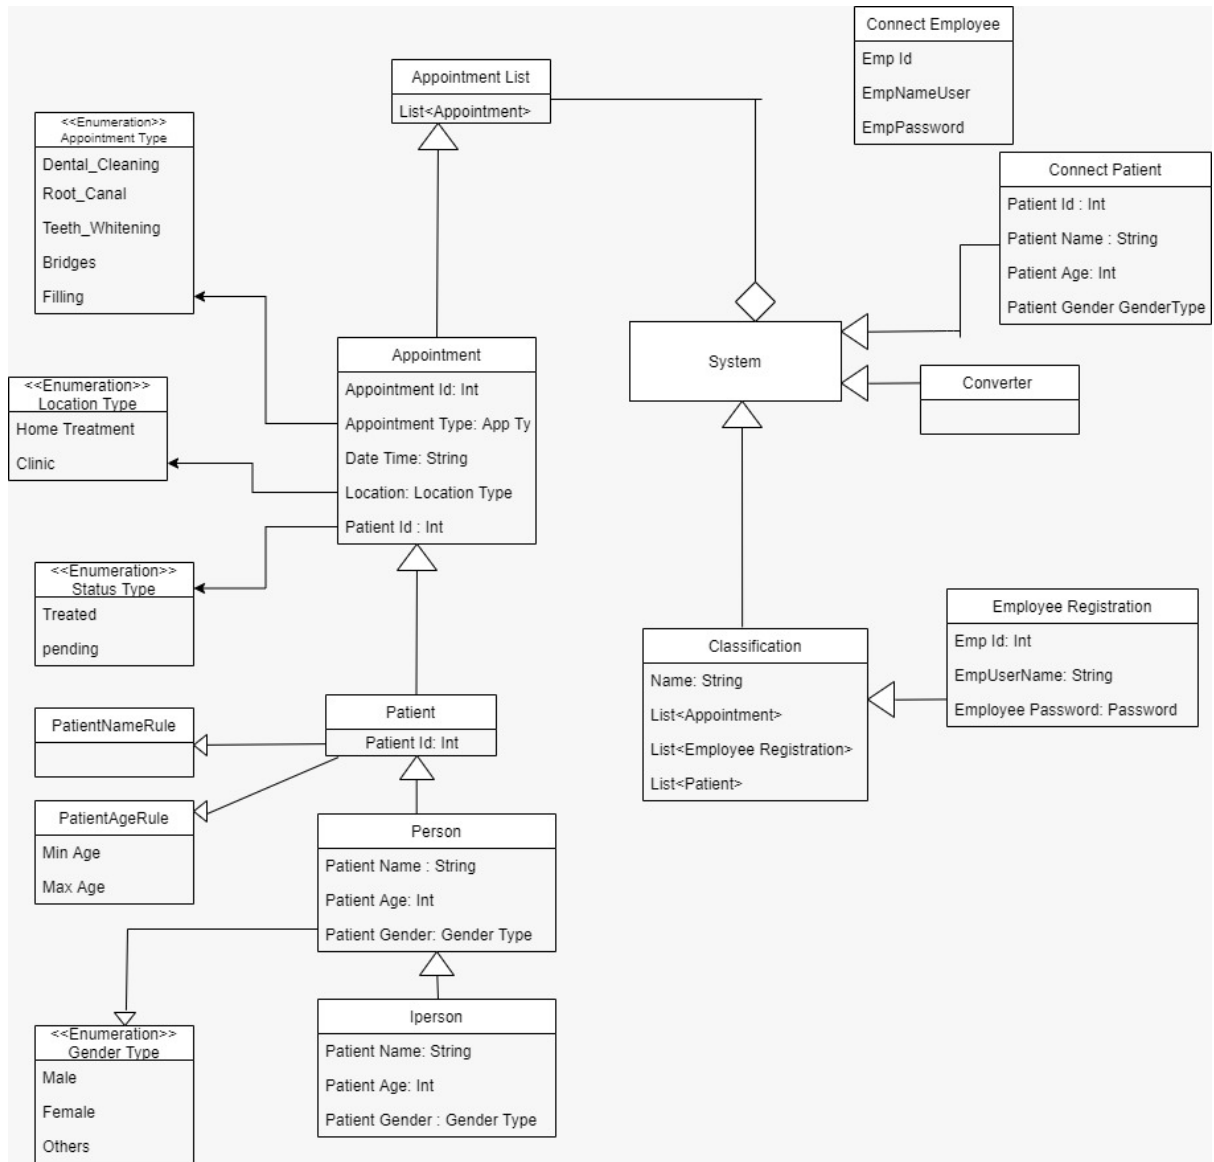 Connect Employee
Emp Id
EmpNameUser
EmpPassword
Appointment List
List<Appointment>
<<Enumeration>>
Appointment Type
Dental_Cleaning
Root_Canal
Teeth_Whitening
Bridges
Filling
Connect Patient
Patient Id : Int
Patient Name : String
Patient Age: Int
Patient Gender GenderType
System
Converter
Appointment
Appointment Id: Int
Appointment Type: App Ty
Date Time: String
Location: Location Type
Patient Id : Int
<<Enumeration>>
Location Type
Home Treatment
Clinic
<<Enumeration>>
Status Type
Treated
pending
Employee Registration
Emp Id: Int
EmpUserName: String
Employee Password: Password
Classification
Name: String
List<Appointment>
List<Employee Registration>
List<Patient>
Patient
Patient Id: Int
PatientNameRule
PatientAgeRule
Min Age
Max Age
Person
Patient Name : String
Patient Age: Int
Patient Gender: Gender Type
Iperson
Patient Name: String
Patient Age: Int
Patient Gender : Gender Type
<<Enumeration>>
Gender Type
Male
Female
Others